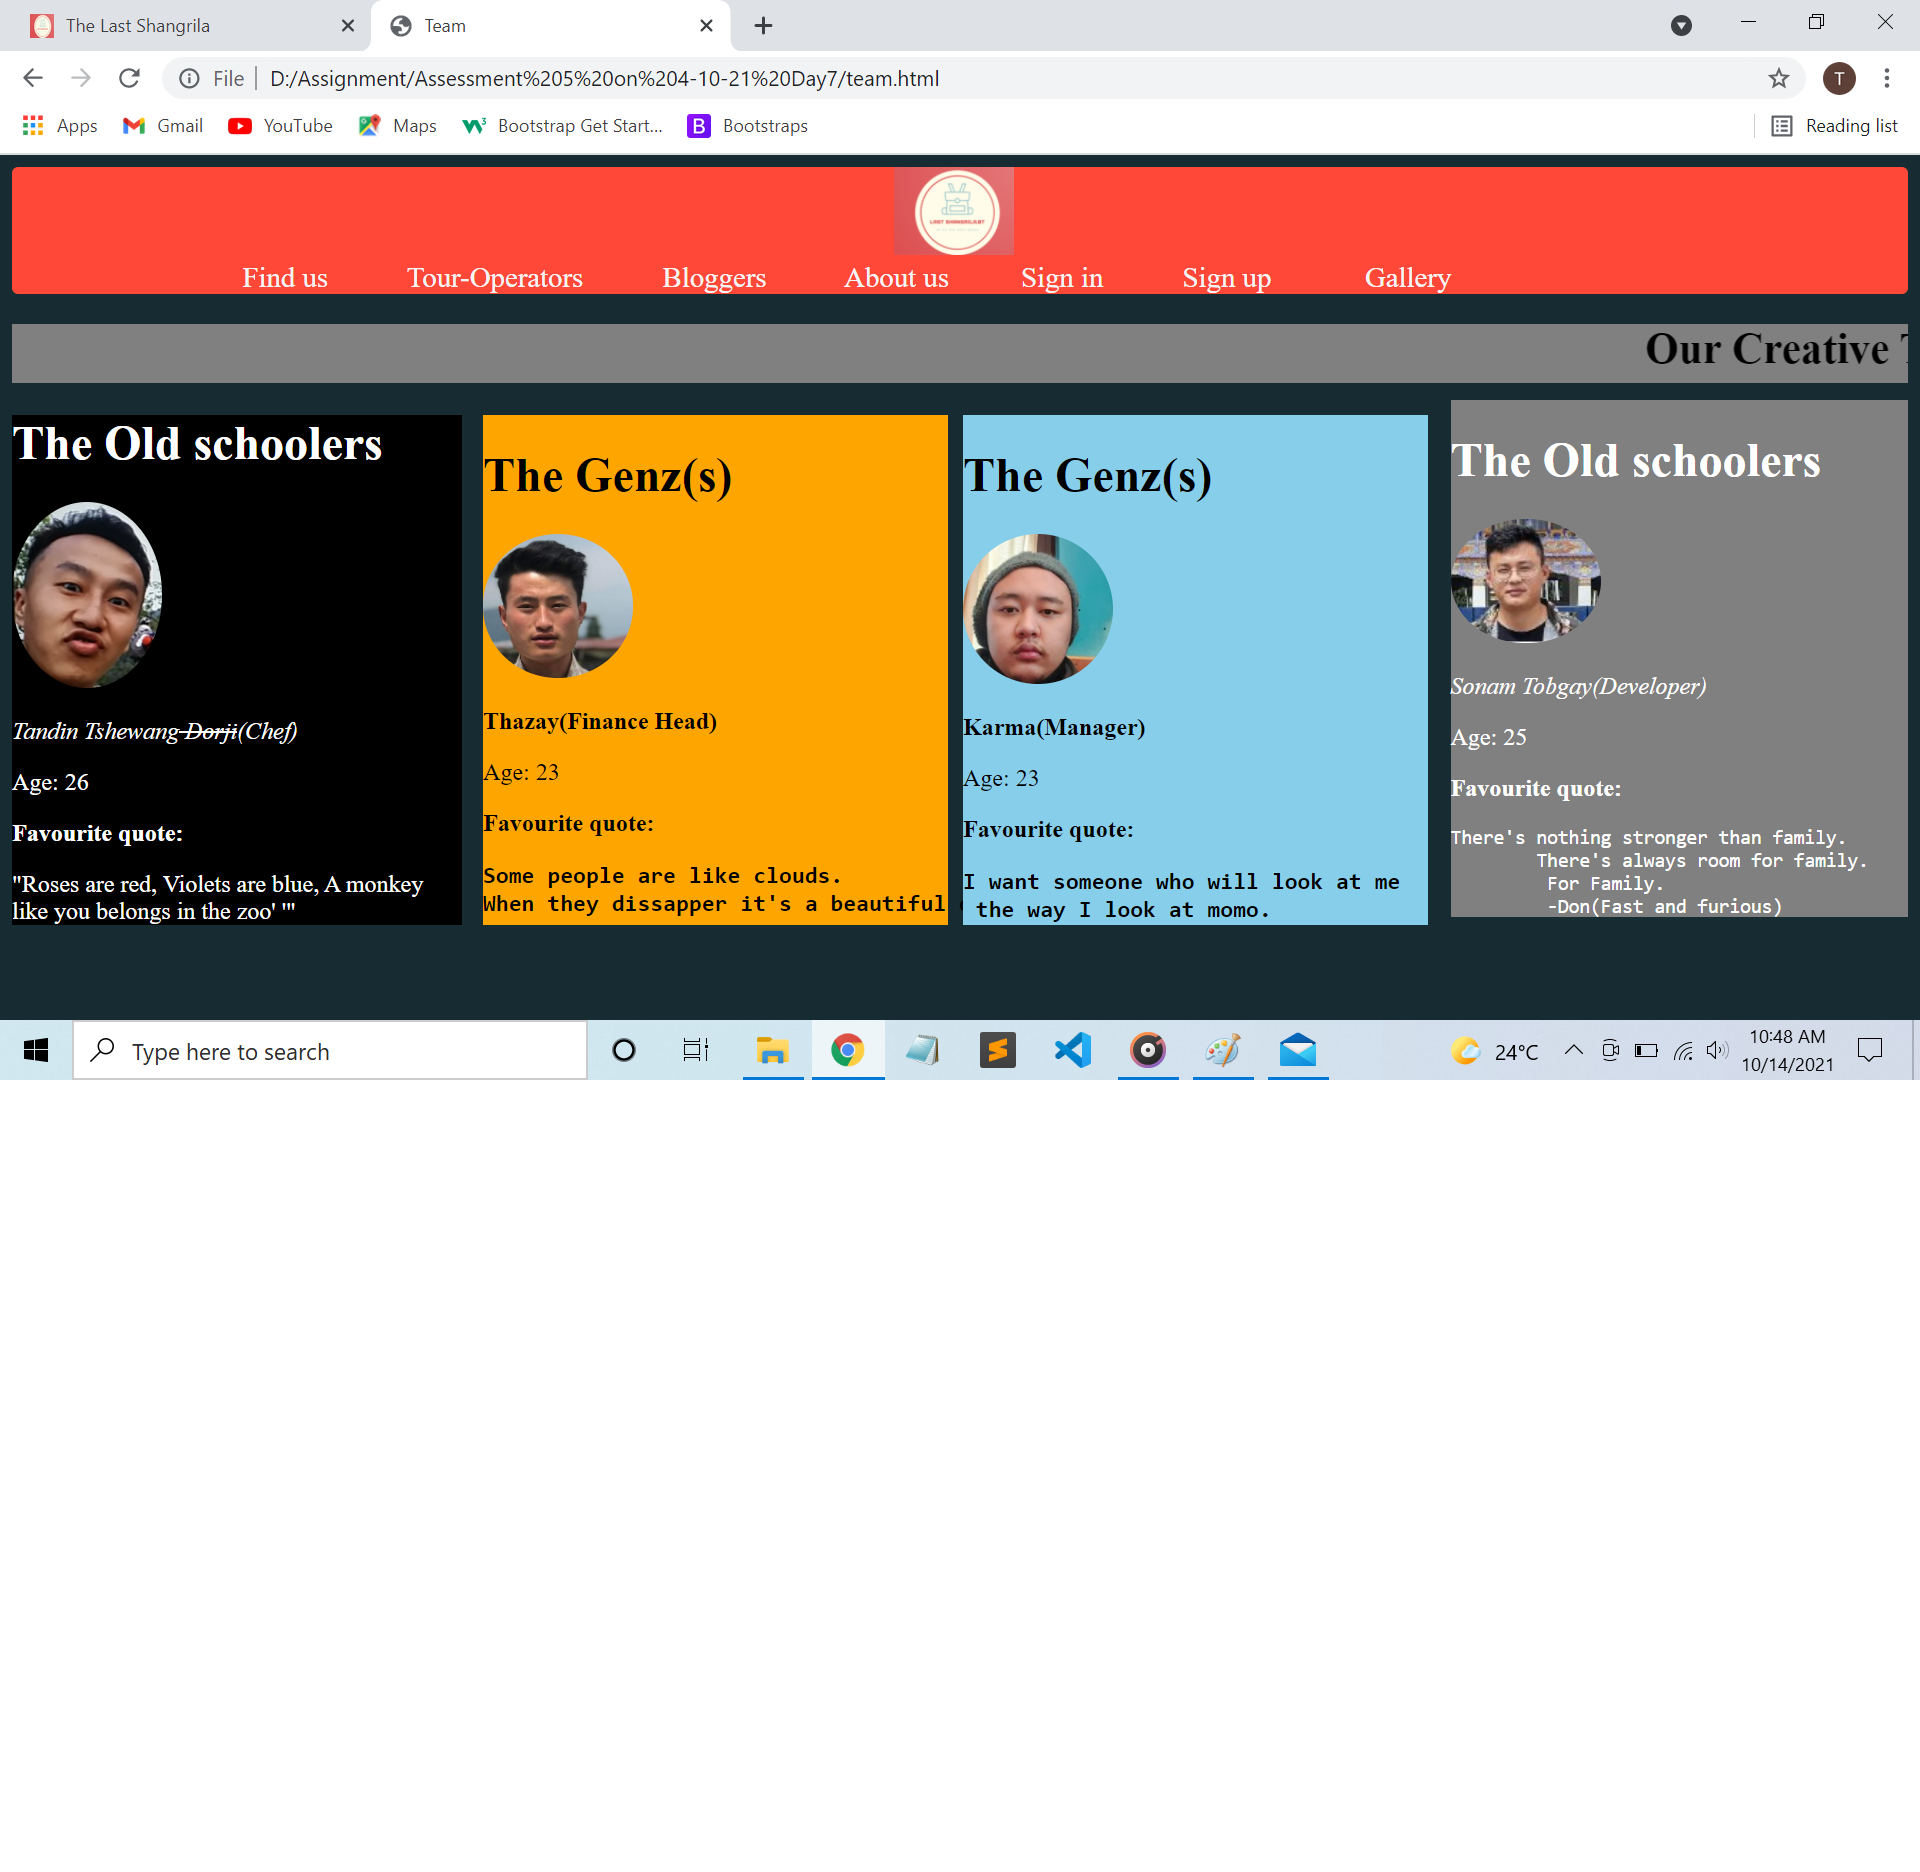 The Last Shangrila
Team
File
D:/Assignment/Assessment%205%20on%204-10-21%20Day7/team.html
T
Apps
Gmail
YouTube
Maps
Bootstrap Get Start...
Bootstraps
Reading list
LAST SHANGRILA.BT
Find us
Tour-Operators
Bloggers
About us
Sign in
Sign up
Gallery
Our Creative
The Old schoolers
Tandin Tshewang Dorji(Chef)
Age: 26
Favourite quote:
"Roses are red, Violets are blue, A monkey
like you belongs in the zoo' '"
The Genz(s)
Thazay(Finance Head)
Age: 23
Favourite quote:
Some people are like clouds.
When they dissapper it's a beautiful
The Genz(s)
Karma(Manager)
Age: 23
Favourite quote:
I want someone who will look at me
the way I look at momo.
The Old schoolers
Sonam Tobgay(Developer)
Age: 25
Favourite quote:
There's nothing stronger than family.
There's always room for family.
For Family.
-Don(Fast and furious)
Type here to search
24°C
10:48 AM
10/14/2021